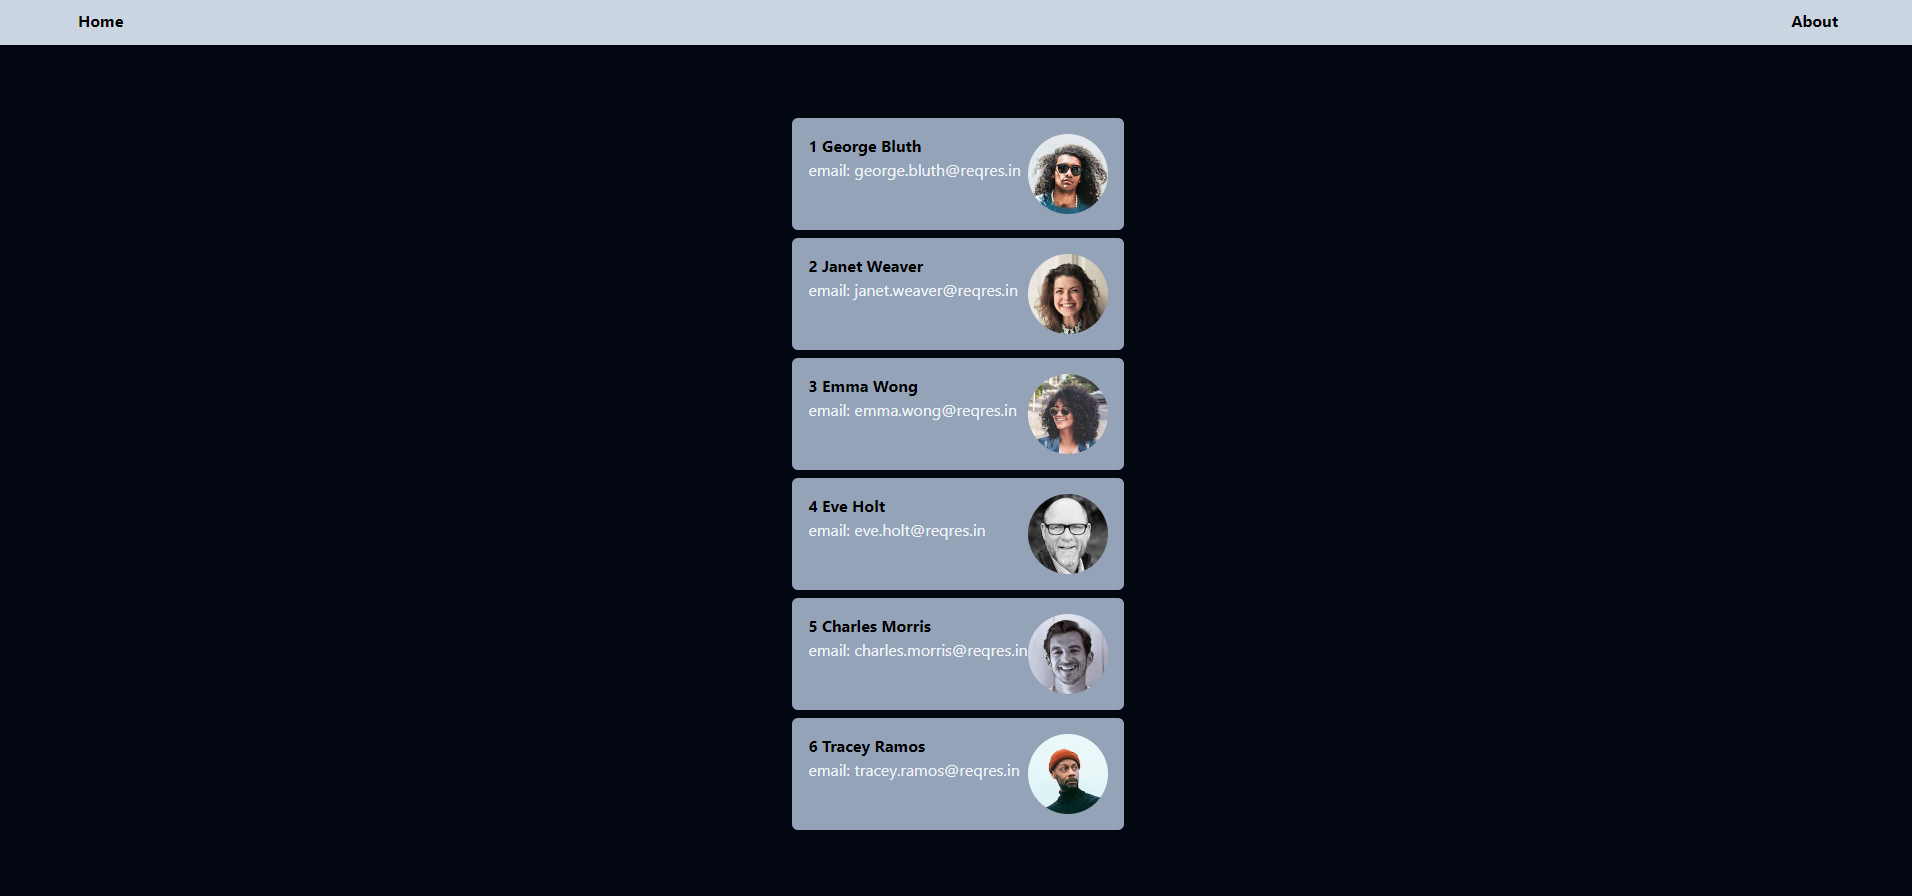 Home About
1 George Bluth
email: george.bluth@reqres.in
2 Janet Weaver
email: janet.weaver@reqres.in
3 Emma Wong
email: emma.wong@reqres.in
4 Eve Holt
email: eve.holt@reqres.in
5 Charles Morris
email: charles.morris@reqres.in
6 Tracey Ramos
email: tracey.ramos@reqres.in